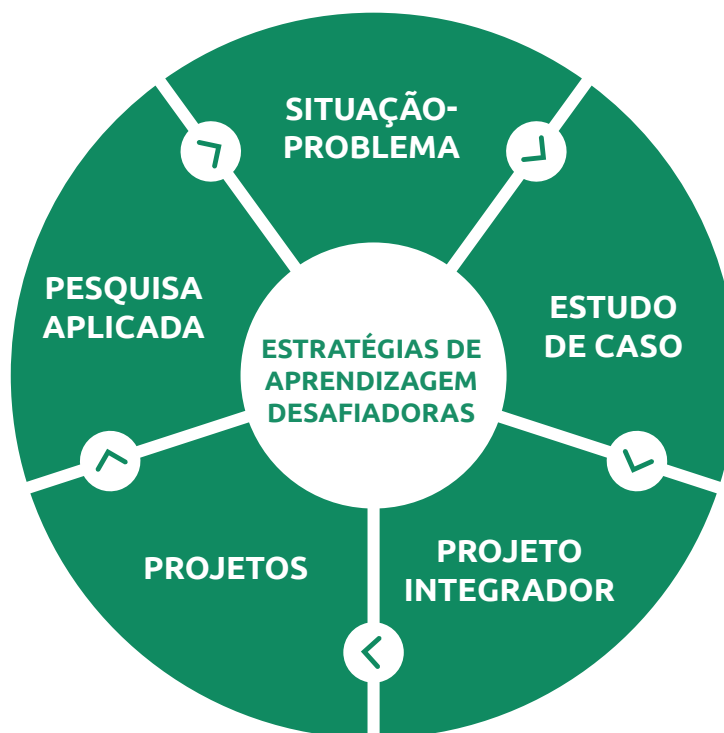 SITUAÇÃO-
PROBLEMA
ESTUDO
DE CASO
PROJETO
INTEGRADOR
PROJETOS
PESQUISA
APLICADA
ESTRATÉGIAS DE
APRENDIZAGEM
DESAFIADORAS